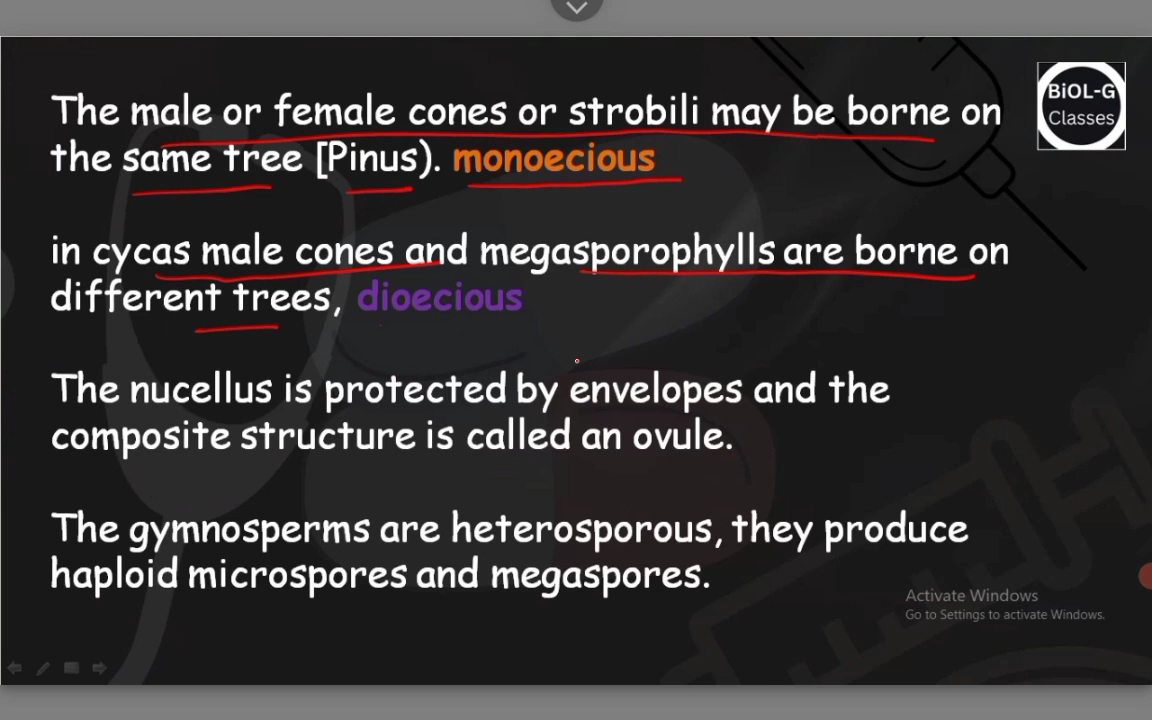 BiOL-G
Classes
The male or female cones or strobili may be borne on
the same tree [Pinus). monoecious
in cycas male cones and megasporophylls are borne on
different trees, dioecious
The nucellus is protected by envelopes and the
composite structure is called an ovule.
The gymnosperms are heterosporous, they produce
haploid microspores and megaspores.
Activate Windows
Go to Settings to activate Windows.